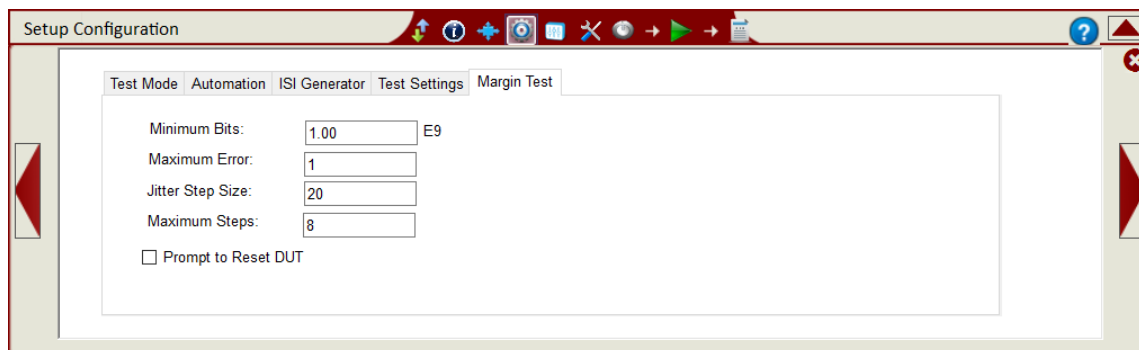 Setup Configuration
Test Mode Automation ISI Generator Test Settings Margin Test
Minimum Bits: 1.00 E9
Maximum Error: 1
Jitter Step Size: 20
Maximum Steps: 8
Prompt to Reset DUT